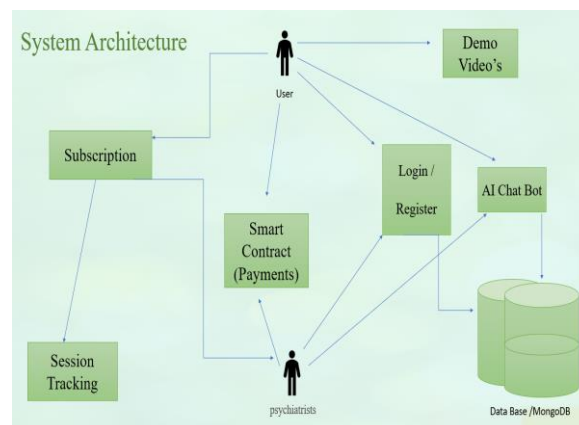 System Architecture
Demo
Video's
User
Subscription
Login /
Register
AI Chat Bot
Smart
Contract
(Payments)
Session
Tracking
psychiatrists
Data Base /MongoDB